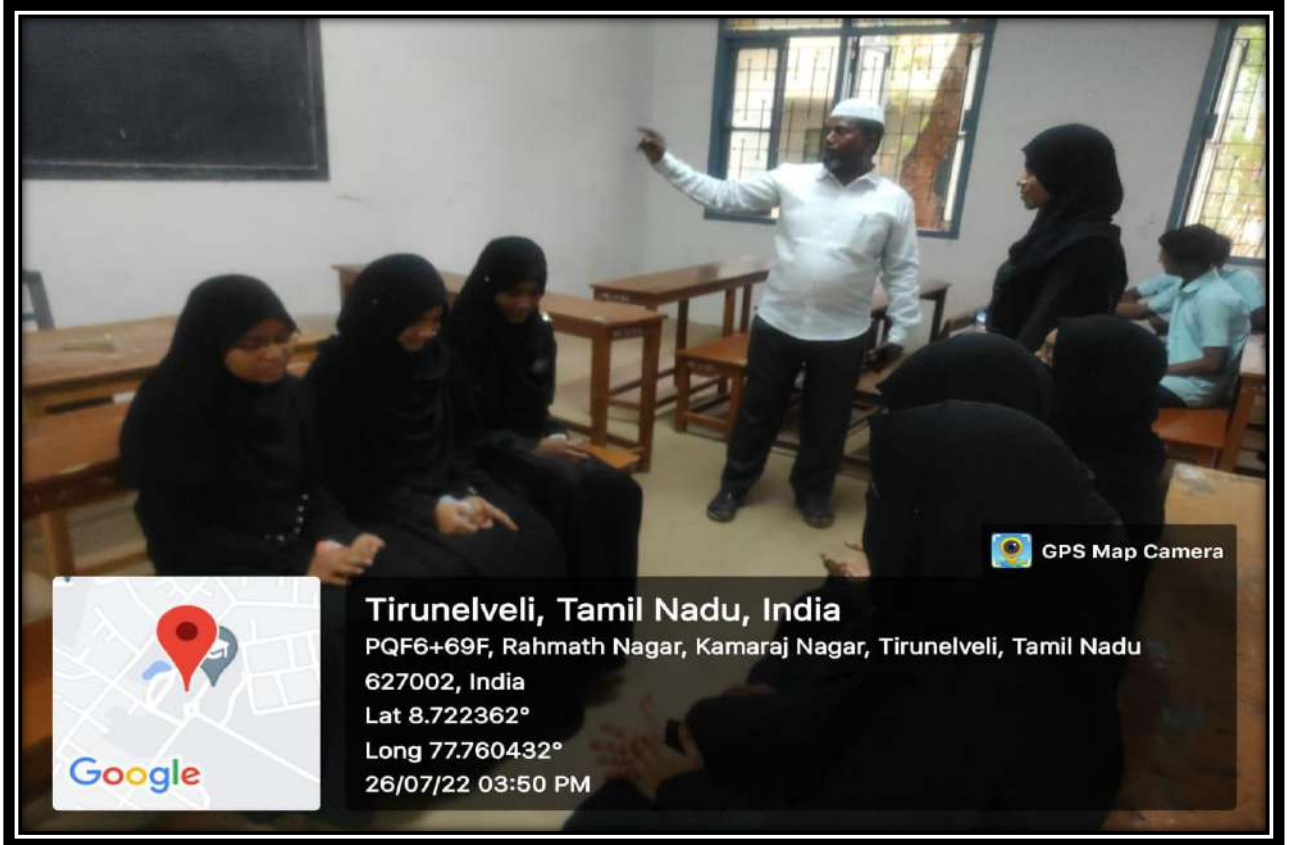 GPS Map Camera
Tirunelveli, Tamil Nadu, India
PQF6+69F, Rahmath Nagar, Kamaraj Nagar, Tirunelveli, Tamil Nadu
627002, India
Lat 8.722362°
Long 77.760432°
26/07/22 03:50 PM
Google